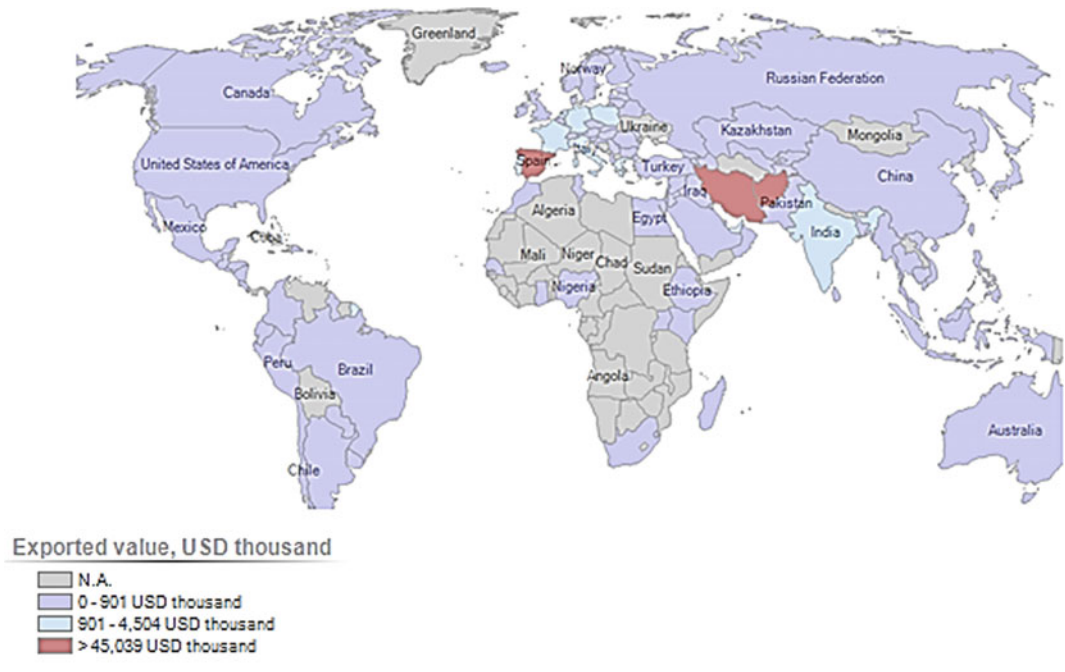 Greenland
Norway
Russian Federation
Canada
Ukraine
Kazakhstan
Mongolia
United States of America
Spain
Turkey
China
Iraq
Pakistan
Mexico
Algeria
Egypt
India
Cuba
Mali
Niger
Chad
Sudan
Nigeria
Ethiopia
Peru
Brazil
Angola
Bolivia
Australia
Chile
Exported value, USD thousand
N.A.
0 - 901 USD thousand
901 - 4,504 USD thousand
> 45,039 USD thousand